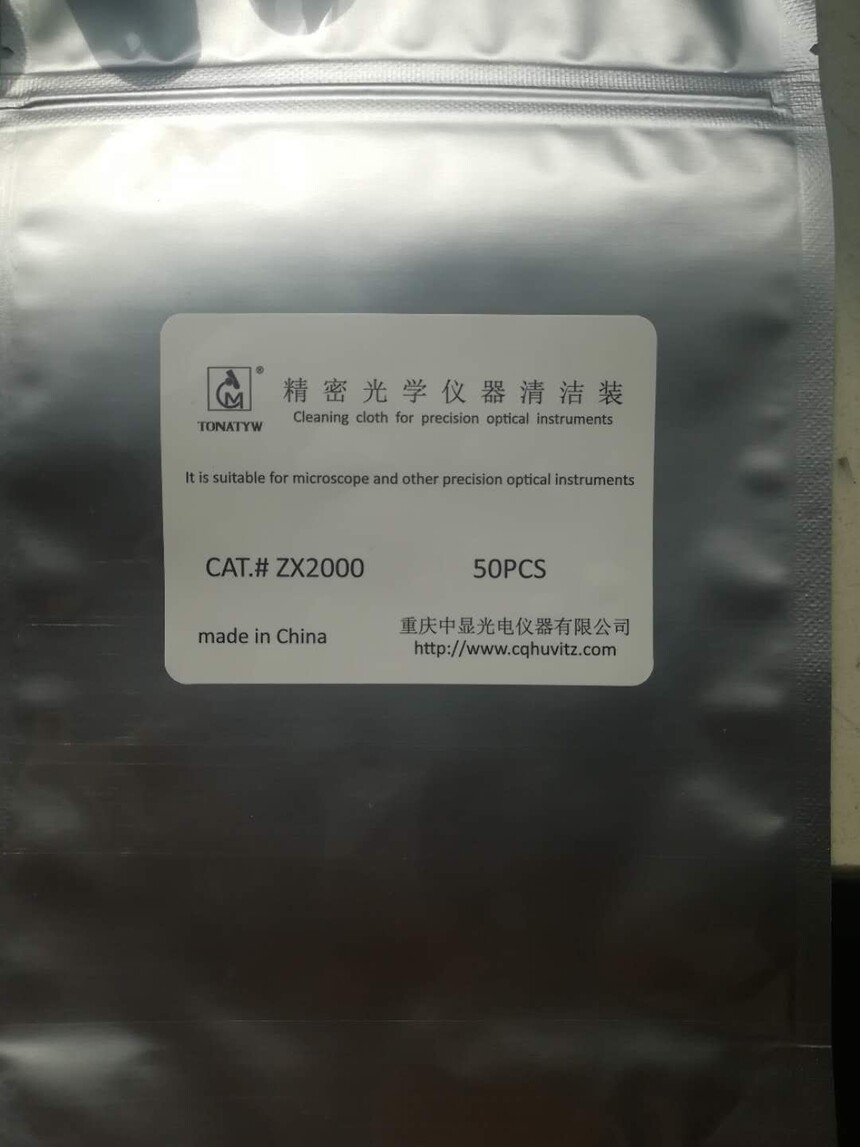 精密光学仪器清洁装
Cleaning cloth for precision optical instruments
TONATYW
It is suitable for microscope and other precision optical instruments
CAT.# ZX2000
50PCS
made in China
重庆中显光电仪器有限公司
http://www.cqhuvitz.com